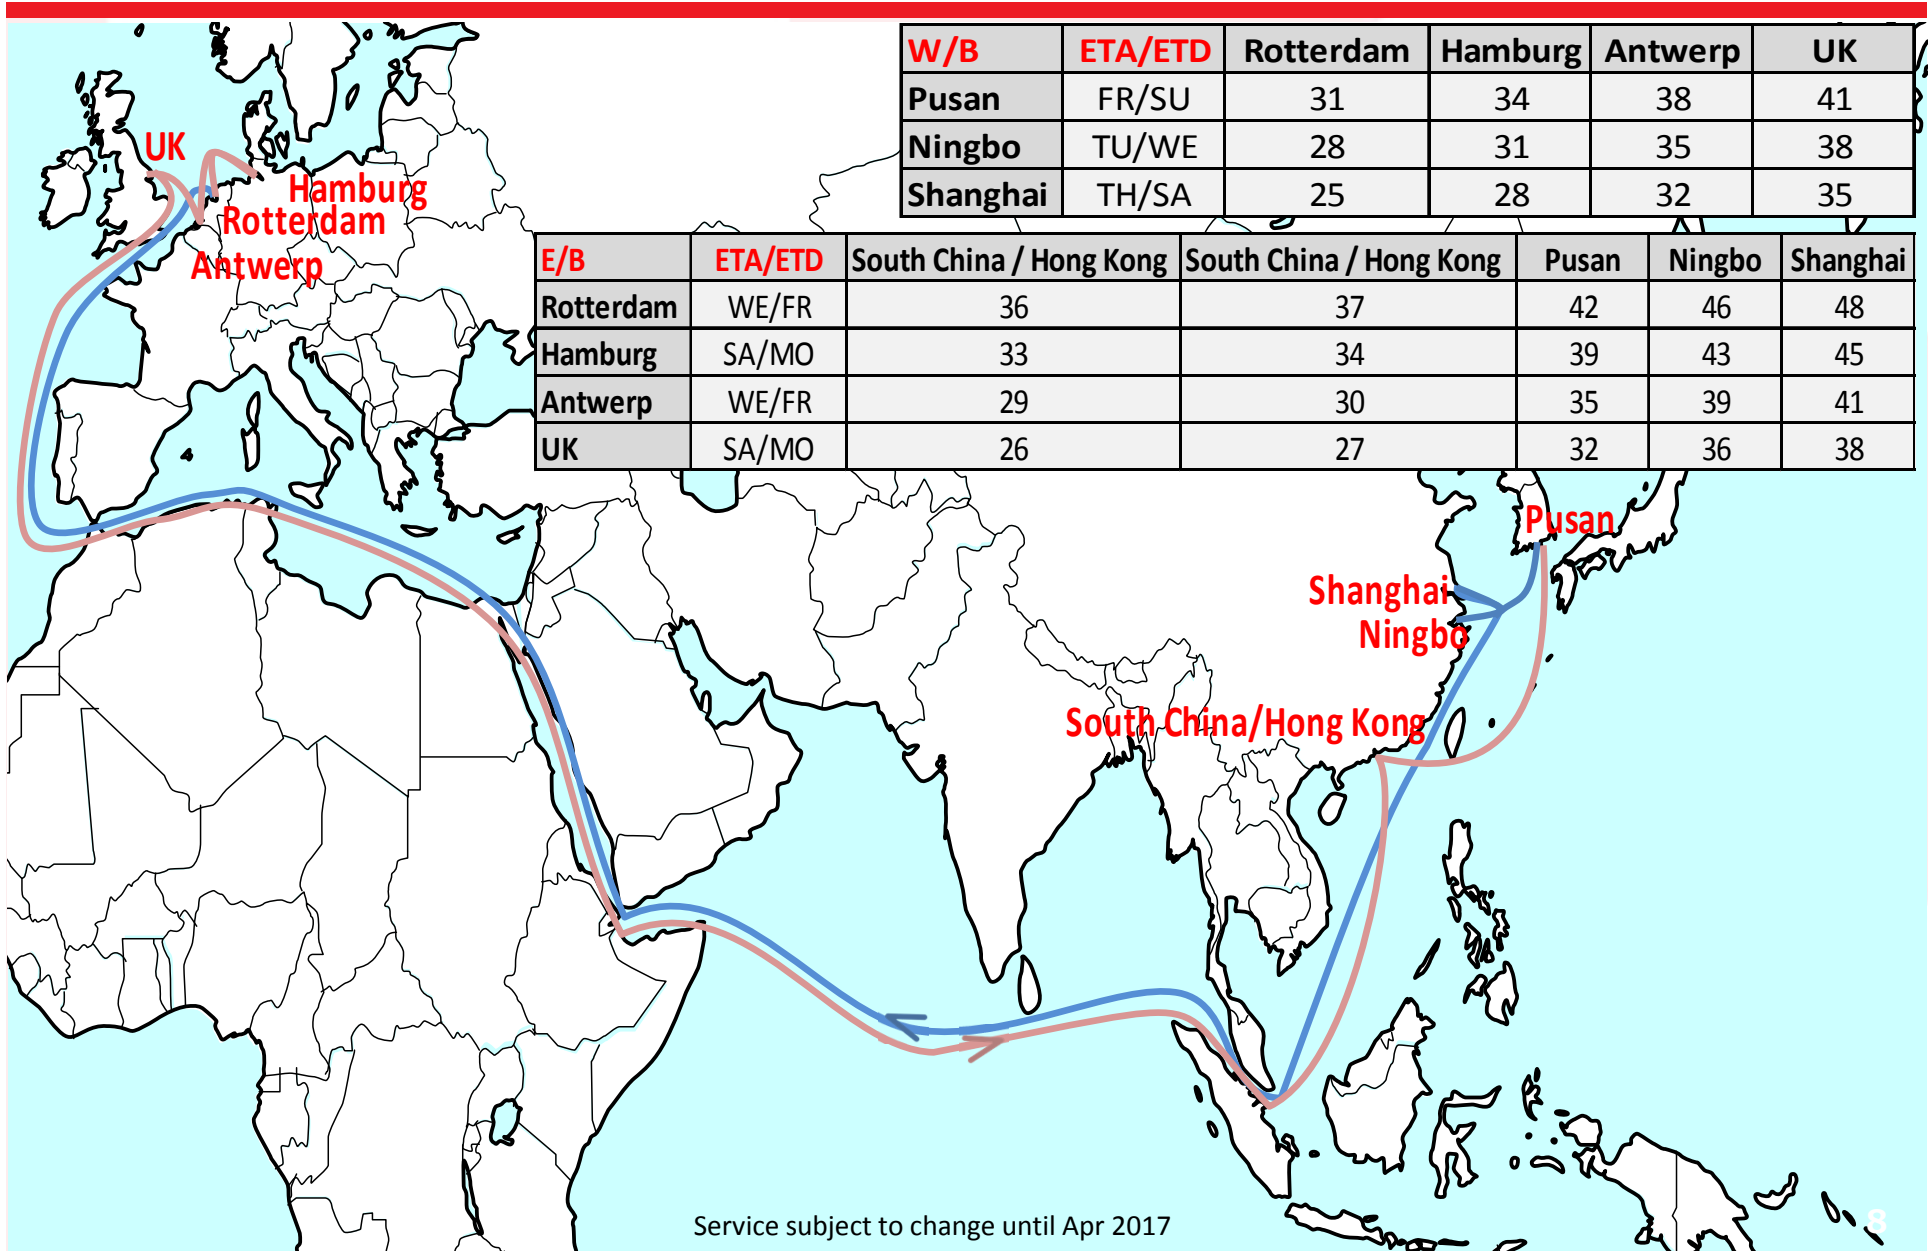 W/B ETA/ETD Rotterdam Hamburg Antwerp UK
Pusan FR/SU 31 34 38 41
Ningbo TU/WE 28 31 35 38
Shanghai TH/SA 25 28 32 35
E/B ETA/ETD South China / Hong Kong South China / Hong Kong Pusan Ningbo Shanghai
Rotterdam WE/FR 36 37 42 46 48
Hamburg SA/MO 33 34 39 43 45
Antwerp WE/FR 29 30 35 39 41
UK SA/MO 26 27 32 36 38
UK
Hamburg
Rotterdam
Antwerp
Pusan
Shanghai
Ningbo
South China/Hong Kong
Service subject to change until Apr 2017
8